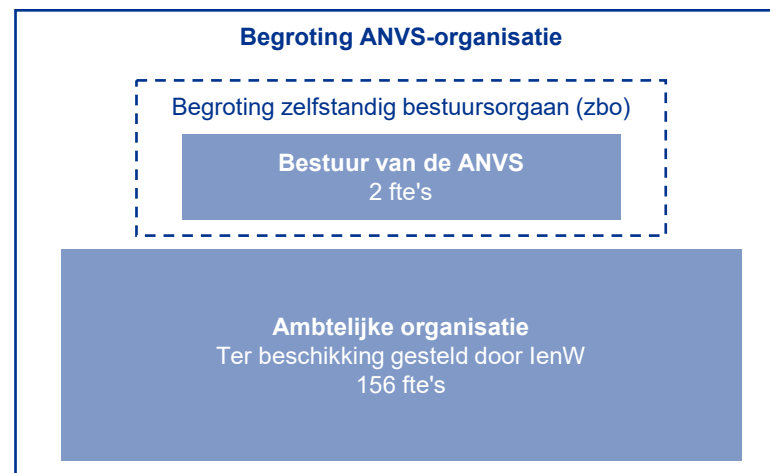 Begroting ANVS-organisatie
Begroting zelfstandig bestuursorgaan (zbo)
Bestuur van de ANVS
2 fte's
Ambtelijke organisatie
Ter beschikking gesteld door IenW
156 fte's